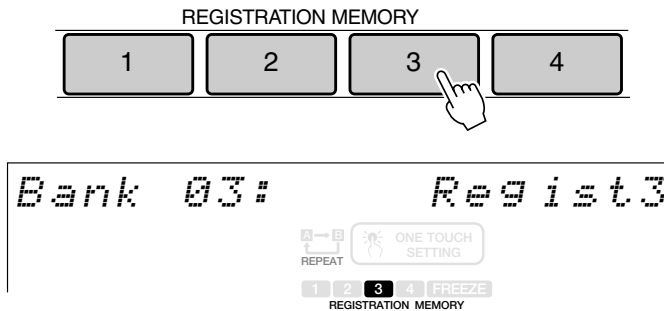 REGISTRATION MEMORY
1 2 3 4
Bank 03: Regist3
A B ONE TOUCH
REPEAT SETTING
1 2 3 4 FREEZE
REGISTRATION MEMORY